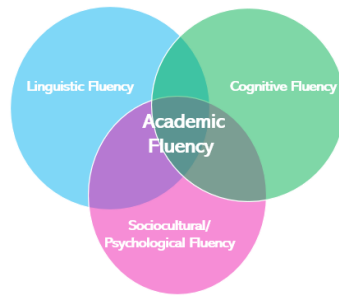 Linguistic Fluency
Cognitive Fluency
Academic
Fluency
Sociocultural/
Psychological Fluency